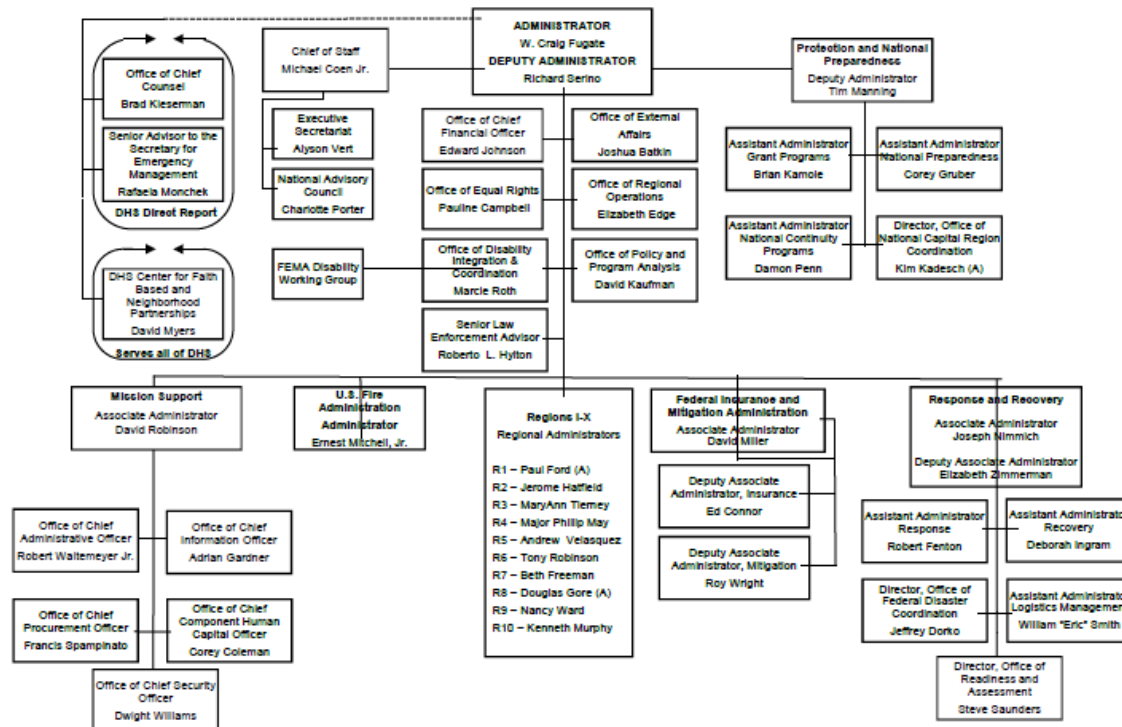 ADMINISTRATOR
W. Craig Fugate
DEPUTY ADMINISTRATOR
Richard Serino
Chief of Staff
Michael Coen Jr.
Protection and National
Preparedness
Deputy Administrator
Tim Manning
Office of Chief
Counsel
Brad Kieserman
Senior Advisor to the
Secretary for
Emergency
Management
Rafaela Monchek
DHS Direct Report
Executive
Secretariat
Alyson Vert
National Advisory
Council
Charlotte Porter
Office of Chief
Financial Officer
Edward Johnson
Office of External
Affairs
Joshua Batkin
Office of Equal Rights
Pauline Campbell
Office of Regional
Operations
Elizabeth Edge
Assistant Administrator
Grant Programs
Brian Kamoie
Assistant Administrator
National Preparedness
Corey Gruber
Assistant Administrator
National Continuity
Programs
Damon Penn
Director, Office of
National Capital Region
Coordination
Kim Kadesch (A)
DHS Center for Faith
Based and
Neighborhood
Partnerships
David Myers
Serves all of DHS
FEMA Disability
Working Group
Office of Disability
Integration &
Coordination
Marcie Roth
Office of Policy and
Program Analysis
David Kaufman
Senior Law
Enforcement Advisor
Roberto L. Hylton
Mission Support
Associate Administrator
David Robinson
U.S. Fire
Administration
Administrator
Ernest Mitchell, Jr.
Regions I-X
Regional Administrators
R1 – Paul Ford (A)
R2 – Jerome Hatfield
R3 – MaryAnn Tierney
R4 – Major Phillip May
R5 – Andrew Velasquez
R6 – Tony Robinson
R7 – Beth Freeman
R8 – Douglas Gore (A)
R9 – Nancy Ward
R10 – Kenneth Murphy
Federal Insurance and
Mitigation Administration
Associate Administrator
David Miller
Deputy Associate
Administrator, Insurance
Ed Connor
Deputy Associate
Administrator, Mitigation
Roy Wright
Response and Recovery
Associate Administrator
Joseph Nimmich
Deputy Associate Administrator
Elizabeth Zimmerman
Office of Chief
Administrative Officer
Robert Waltemeyer Jr.
Office of Chief
Information Officer
Adrian Gardner
Office of Chief
Procurement Officer
Francis Spampinato
Office of Chief
Component Human
Capital Officer
Corey Coleman
Office of Chief Security
Officer
Dwight Williams
Assistant Administrator
Response
Robert Fenton
Assistant Administrator
Recovery
Deborah Ingram
Director, Office of
Federal Disaster
Coordination
Jeffrey Dorko
Assistant Administrator
Logistics Management
William "Eric" Smith
Director, Office of
Readiness and
Assessment
Steve Saunders